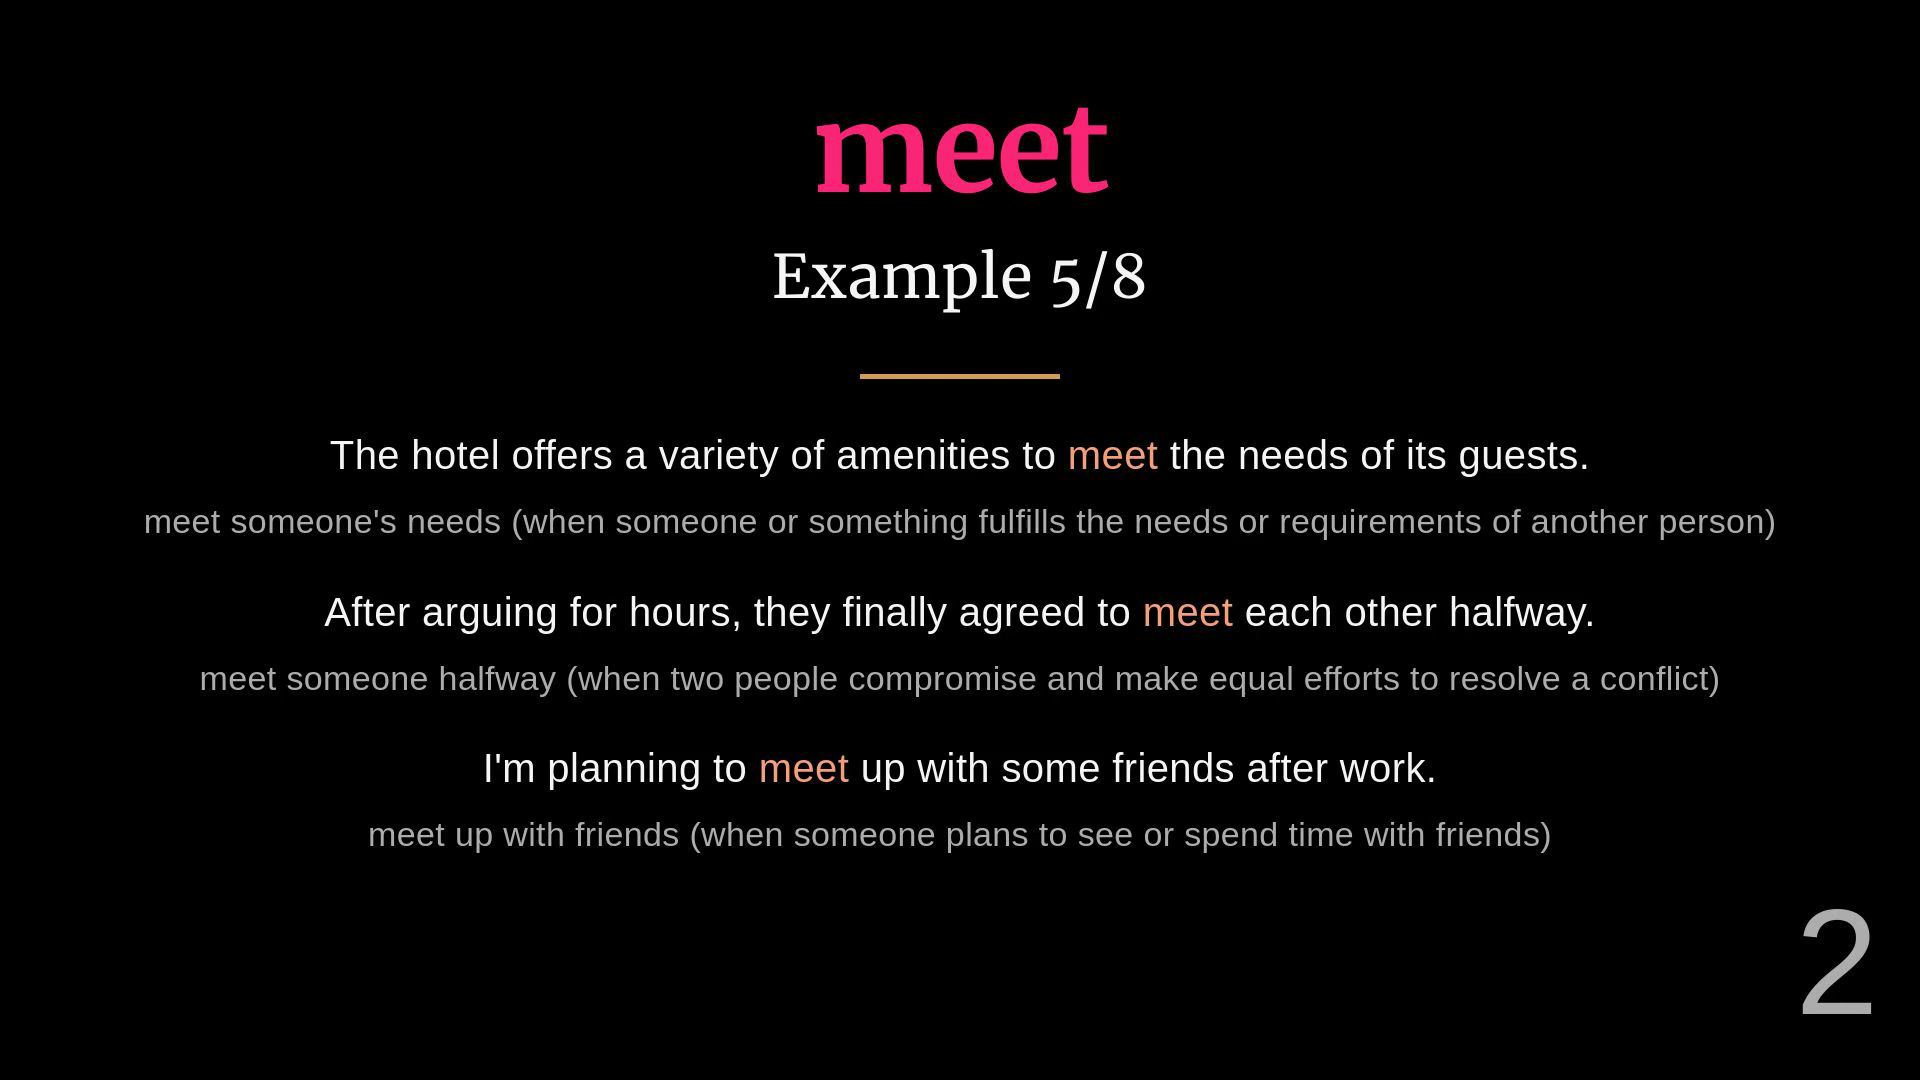 meet
Example 5/8
The hotel offers a variety of amenities to meet the needs of its guests.
meet someone's needs (when someone or something fulfills the needs or requirements of another person)
After arguing for hours, they finally agreed to meet each other halfway.
meet someone halfway (when two people compromise and make equal efforts to resolve a conflict)
I'm planning to meet up with some friends after work.
meet up with friends (when someone plans to see or spend time with friends)
2